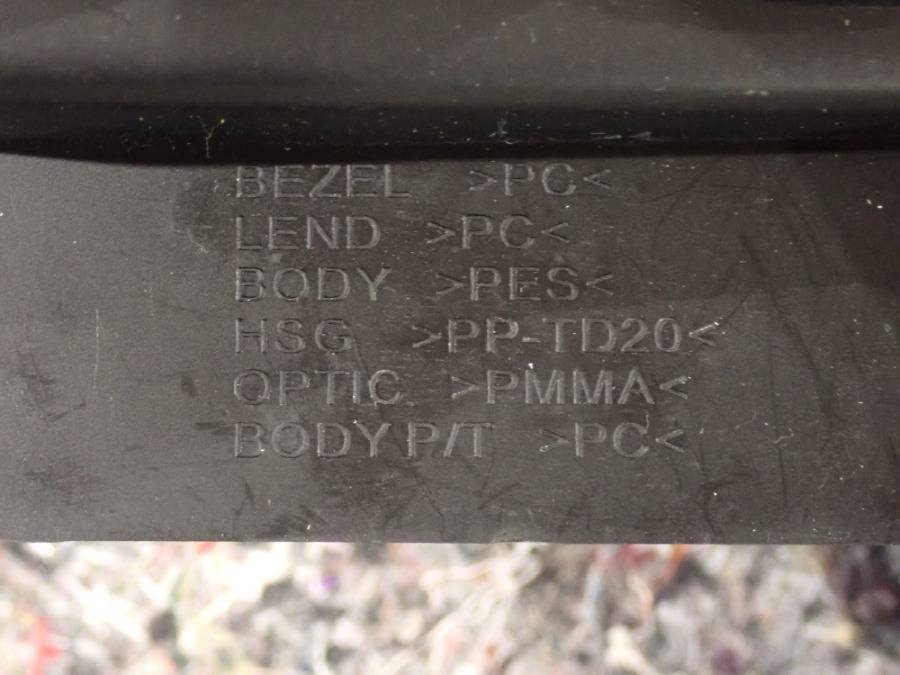 BEZEL >PC<
LEND >PC<
BODY >PES<
HSG >PP-TD20<
OPTIC >PMMA<
BODY P/T >PC<